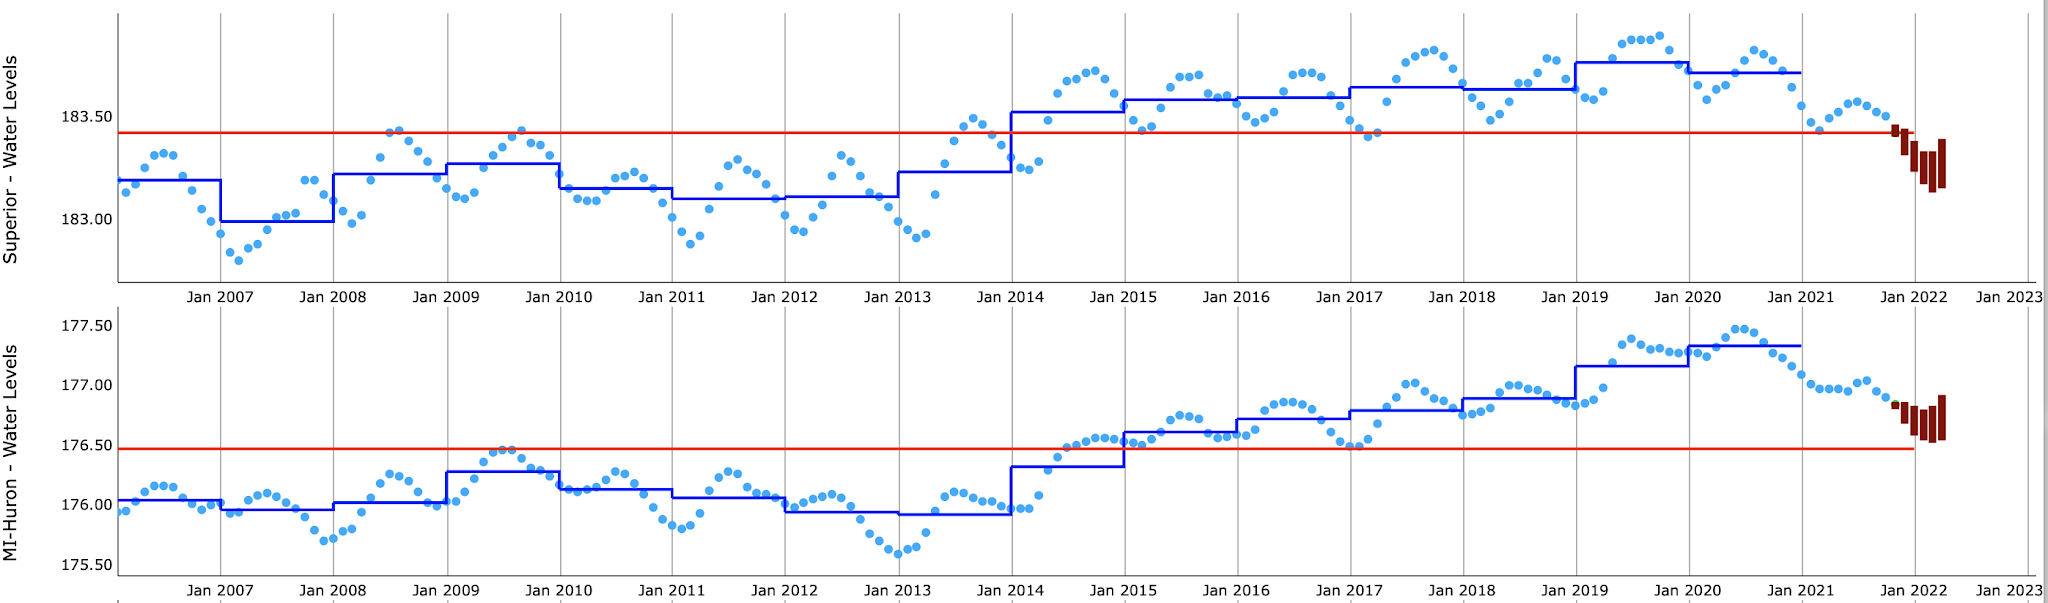 Superior - Water Levels
183.50
183.00
Jan 2007 Jan 2008 Jan 2009 Jan 2010 Jan 2011 Jan 2012 Jan 2013 Jan 2014 Jan 2015 Jan 2016 Jan 2017 Jan 2018 Jan 2019 Jan 2020 Jan 2021 Jan 2022 Jan 2023
MI-Huron - Water Levels
177.50
177.00
176.50
176.00
175.50
Jan 2007 Jan 2008 Jan 2009 Jan 2010 Jan 2011 Jan 2012 Jan 2013 Jan 2014 Jan 2015 Jan 2016 Jan 2017 Jan 2018 Jan 2019 Jan 2020 Jan 2021 Jan 2022 Jan 2023